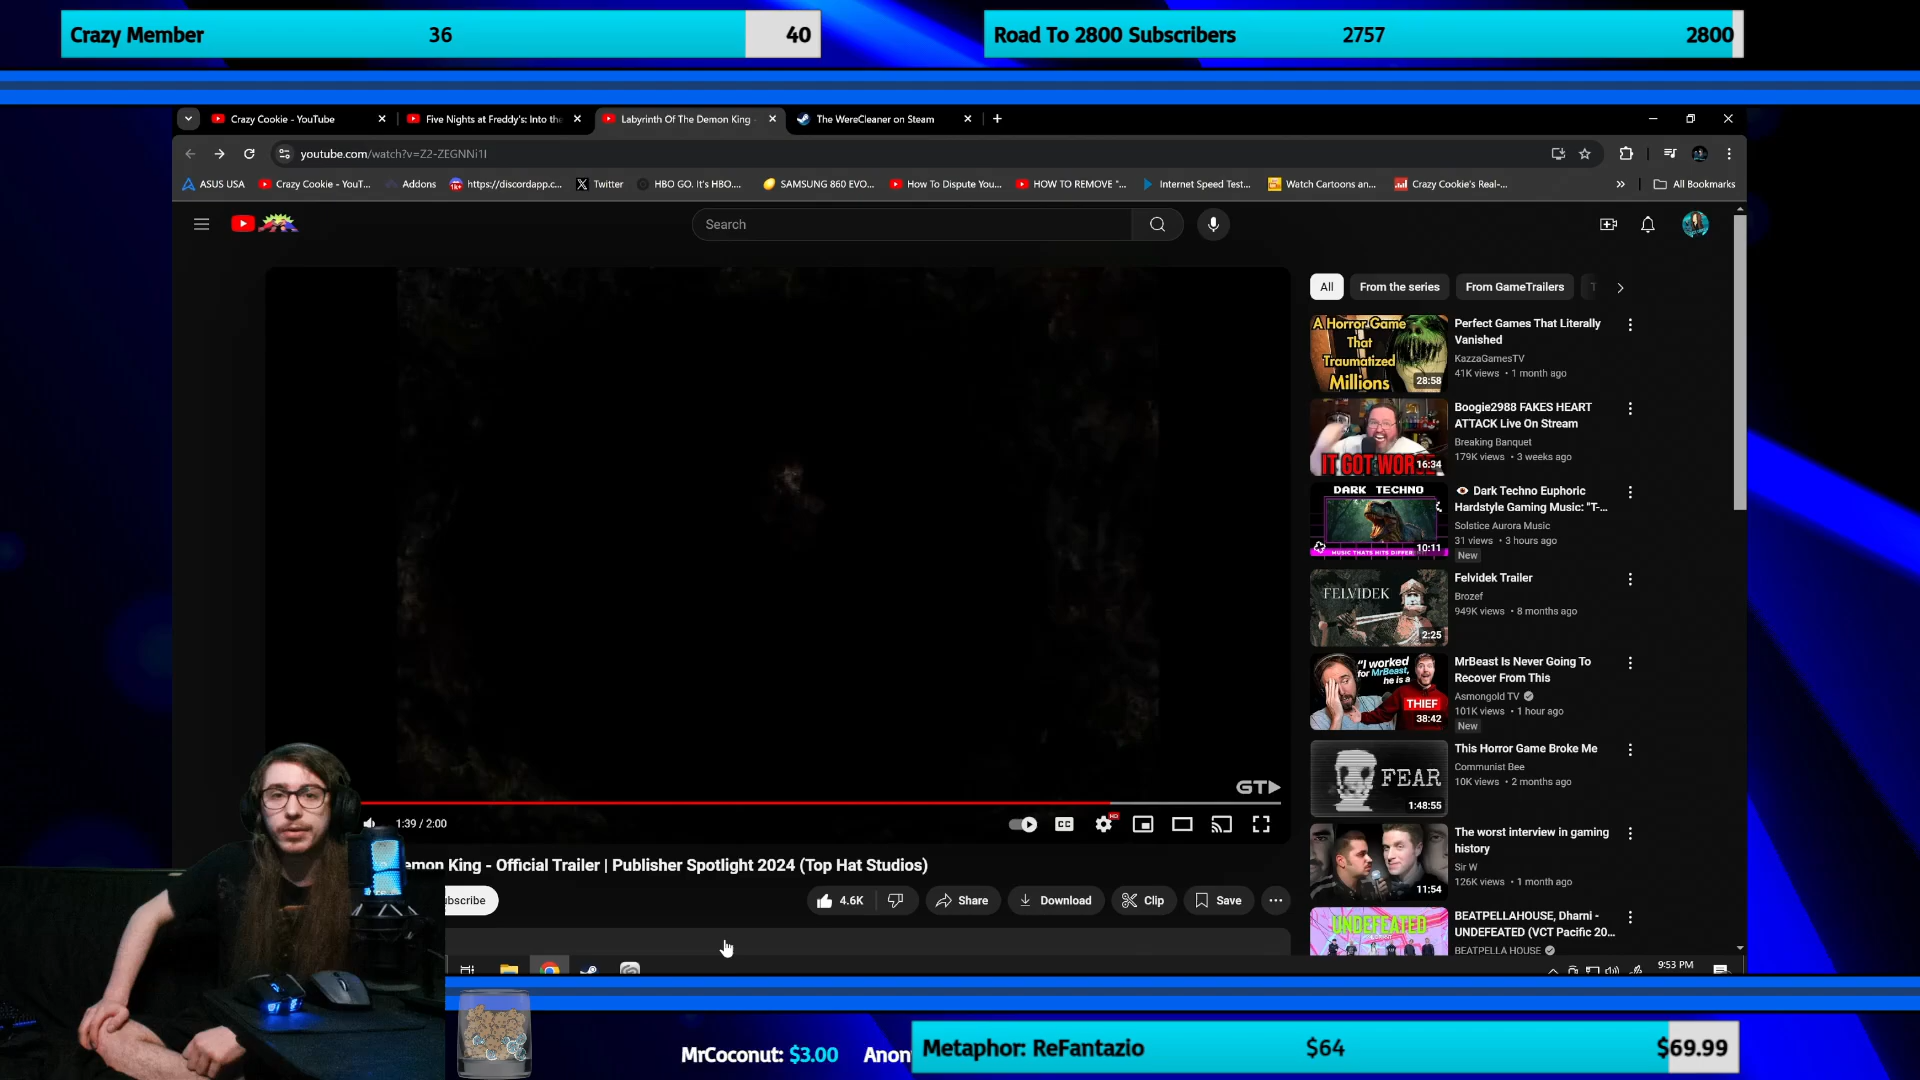 Crazy Member 36 40
Road To 2800 Subscribers 2757 2800
Crazy Cookie - YouTube
Five Nights at Freddy's: Into the
Labyrinth Of The Demon King
The WereCleaner on Steam
youtube.com/watch?v=Z2-ZEGNNi1I
ASUS USA
Crazy Cookie - YouT...
Addons
https://discordapp.c...
Twitter
HBO GO. It's HBO....
SAMSUNG 860 EVO...
How To Dispute You...
HOW TO REMOVE "...
Internet Speed Test...
Watch Cartoons an...
Crazy Cookie's Real-...
»
All Bookmarks
Search
All
From the series
From GameTrailers
A Horror Game
That
Traumatized
Millions
28:58
Perfect Games That Literally
Vanished
KazzaGamesTV
41K views • 1 month ago
IT GOT WORSE
16:34
Boogie2988 FAKES HEART
ATTACK Live On Stream
Breaking Banquet
179K views • 3 weeks ago
DARK TECHNO
MUSIC THATS HITS DIFFER
10:11
Dark Techno Euphoric
Hardstyle Gaming Music: "T-...
Solstice Aurora Music
31 views • 3 hours ago
New
FELVIDEK
2:25
Felvidek Trailer
Brozef
949K views • 8 months ago
"I worked
for MrBeast,
he is a
THIEF
38:42
MrBeast Is Never Going To
Recover From This
Asmongold TV
101K views • 1 hour ago
New
FEAR
1:48:55
This Horror Game Broke Me
Communist Bee
10K views • 2 months ago
11:54
The worst interview in gaming
history
Sir W
126K views • 1 month ago
UNDEFEATED
BEATPELLAHOUSE, Dharni -
UNDEFEATED (VCT Pacific 20...
BEATPELLA HOUSE
GT
1:39 / 2:00
CC
HD
emon King - Official Trailer | Publisher Spotlight 2024 (Top Hat Studios)
ubscribe
4.6K
Share
Download
Clip
Save
9:53 PM
MrCoconut: $3.00 Anon
Metaphor: ReFantazio $64 $69.99